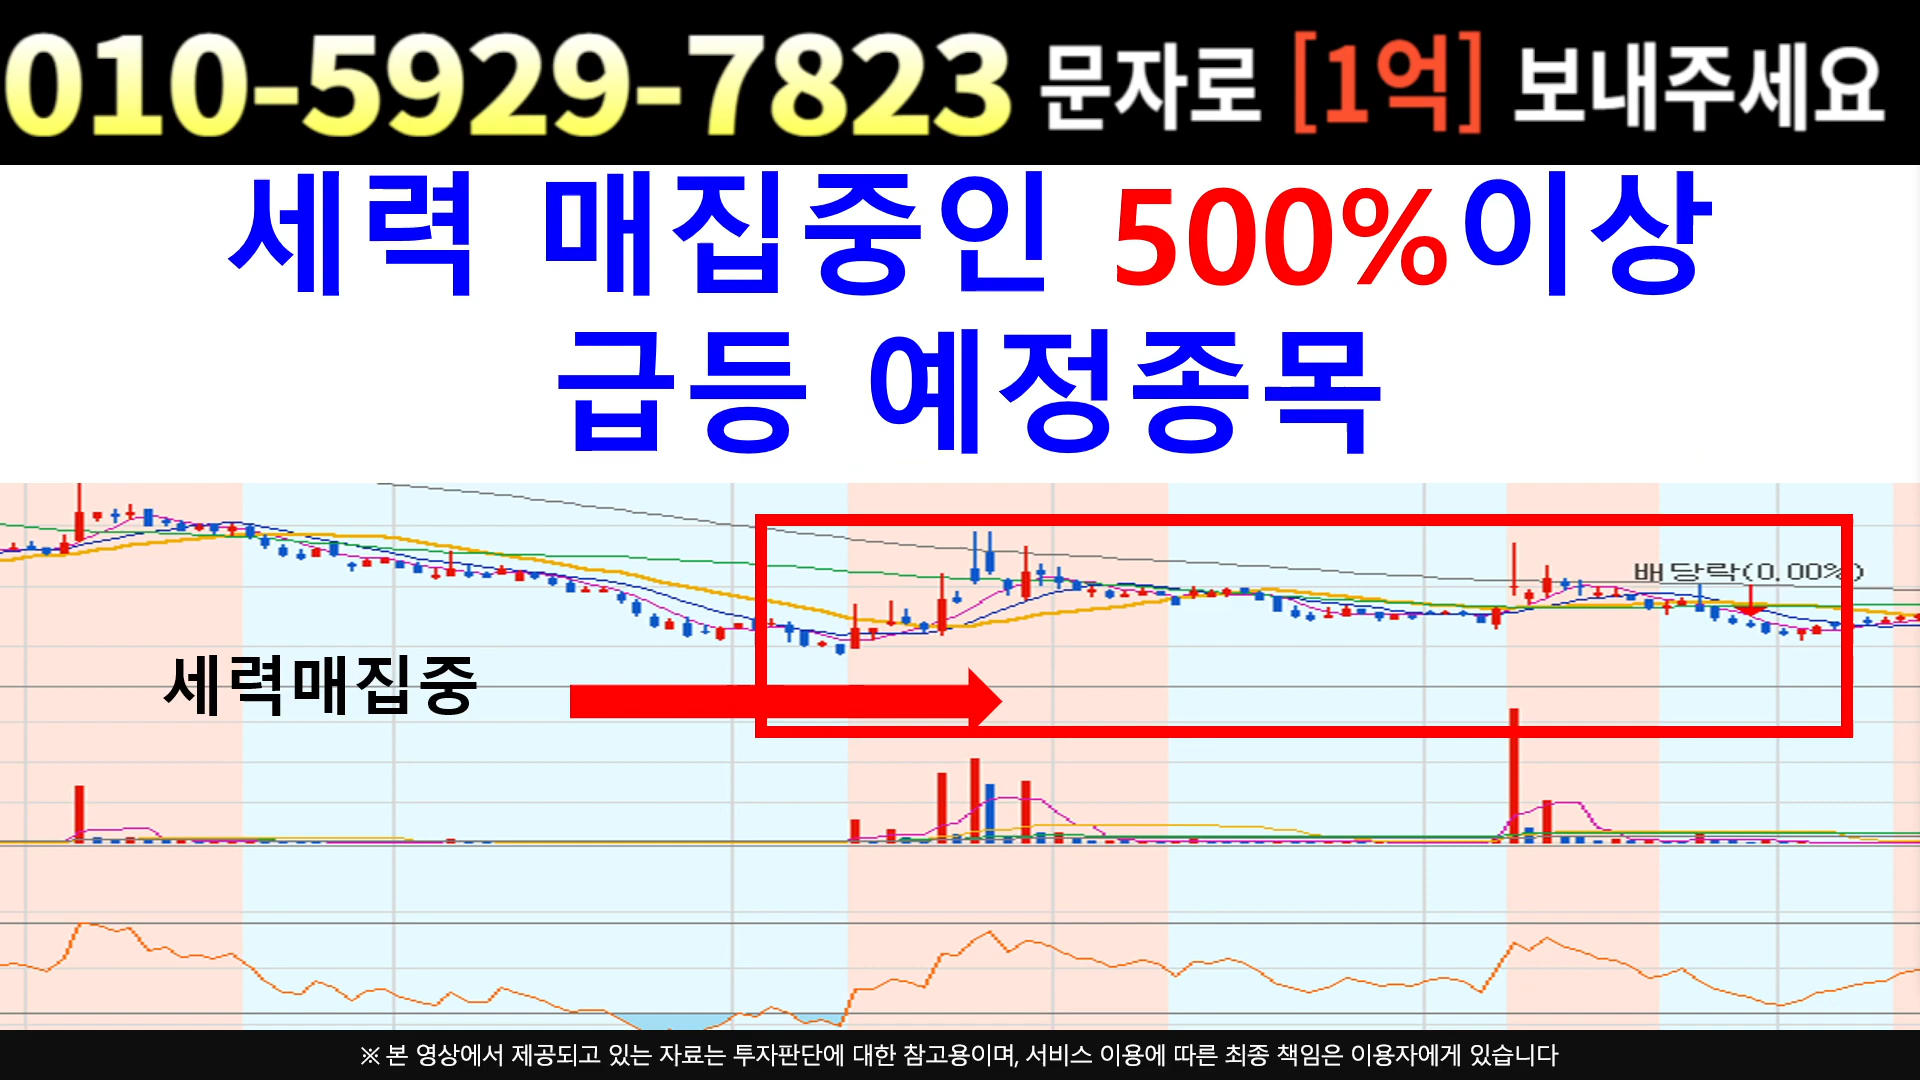 010-5929-7823 문자로 [1억] 보내주세요
세력 매집중인 500%이상
급등 예정종목
배당락(0.00%)
세력매집중
※ 본 영상에서 제공되고 있는 자료는 투자판단에 대한 참고용이며, 서비스 이용에 따른 최종 책임은 이용자에게 있습니다